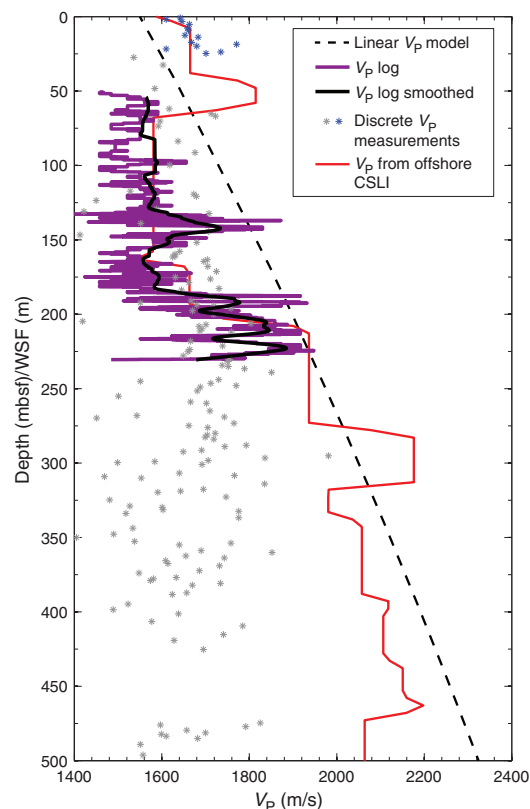 0
50
100
150
200
250
300
350
400
450
500
Depth (mbsf)/WSF (m)
Linear VP model
VP log
VP log smoothed
Discrete VP
measurements
VP from offshore
CSLI
1400 1600 1800 2000 2200 2400
VP (m/s)